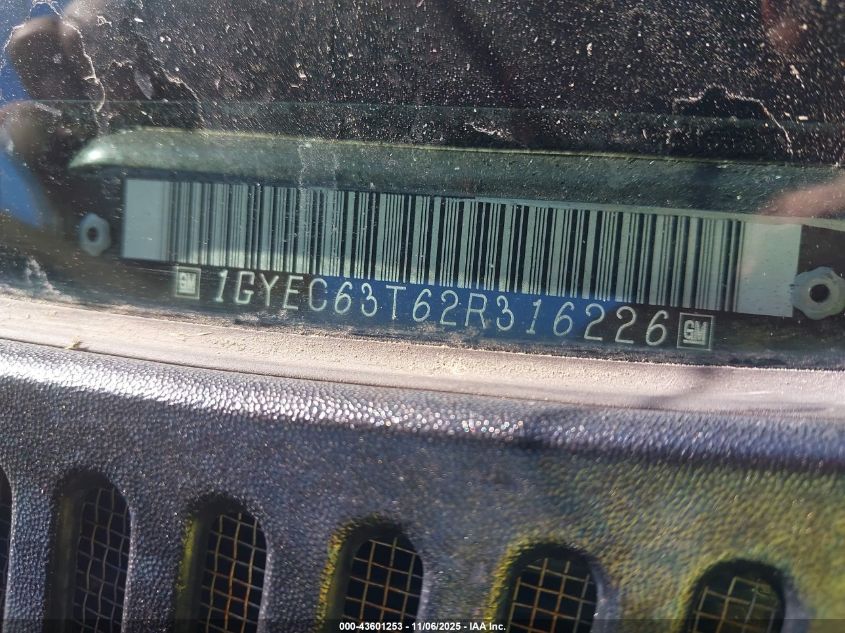 GM 1GYEC63T62R316226 GM
000-43601253 - 11/06/2025 - IAA Inc.